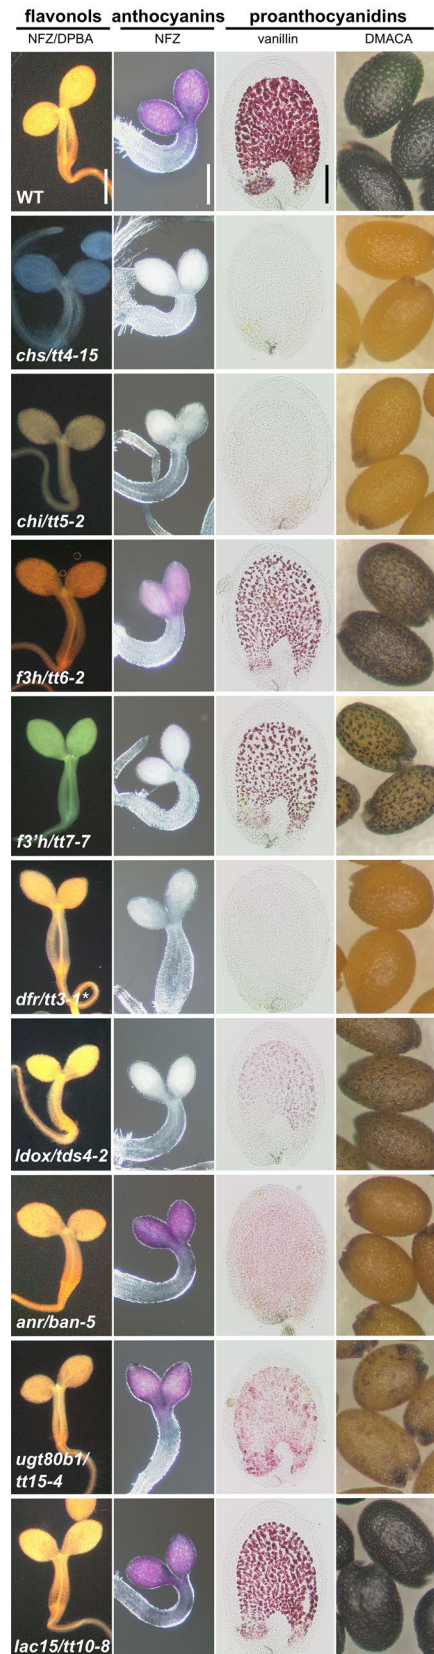 flavonols anthocyanins proanthocyanidins
NFZ/DPBA NFZ vanillin DMACA
WT
chs/tt4-15
chi/tt5-2
f3h/tt6-2
f3'h/tt7-7
dfr/tt3-1*
ldox/tds4-2
anr/ban-5
ugt80b1/
tt15-4
lac15/tt10-8